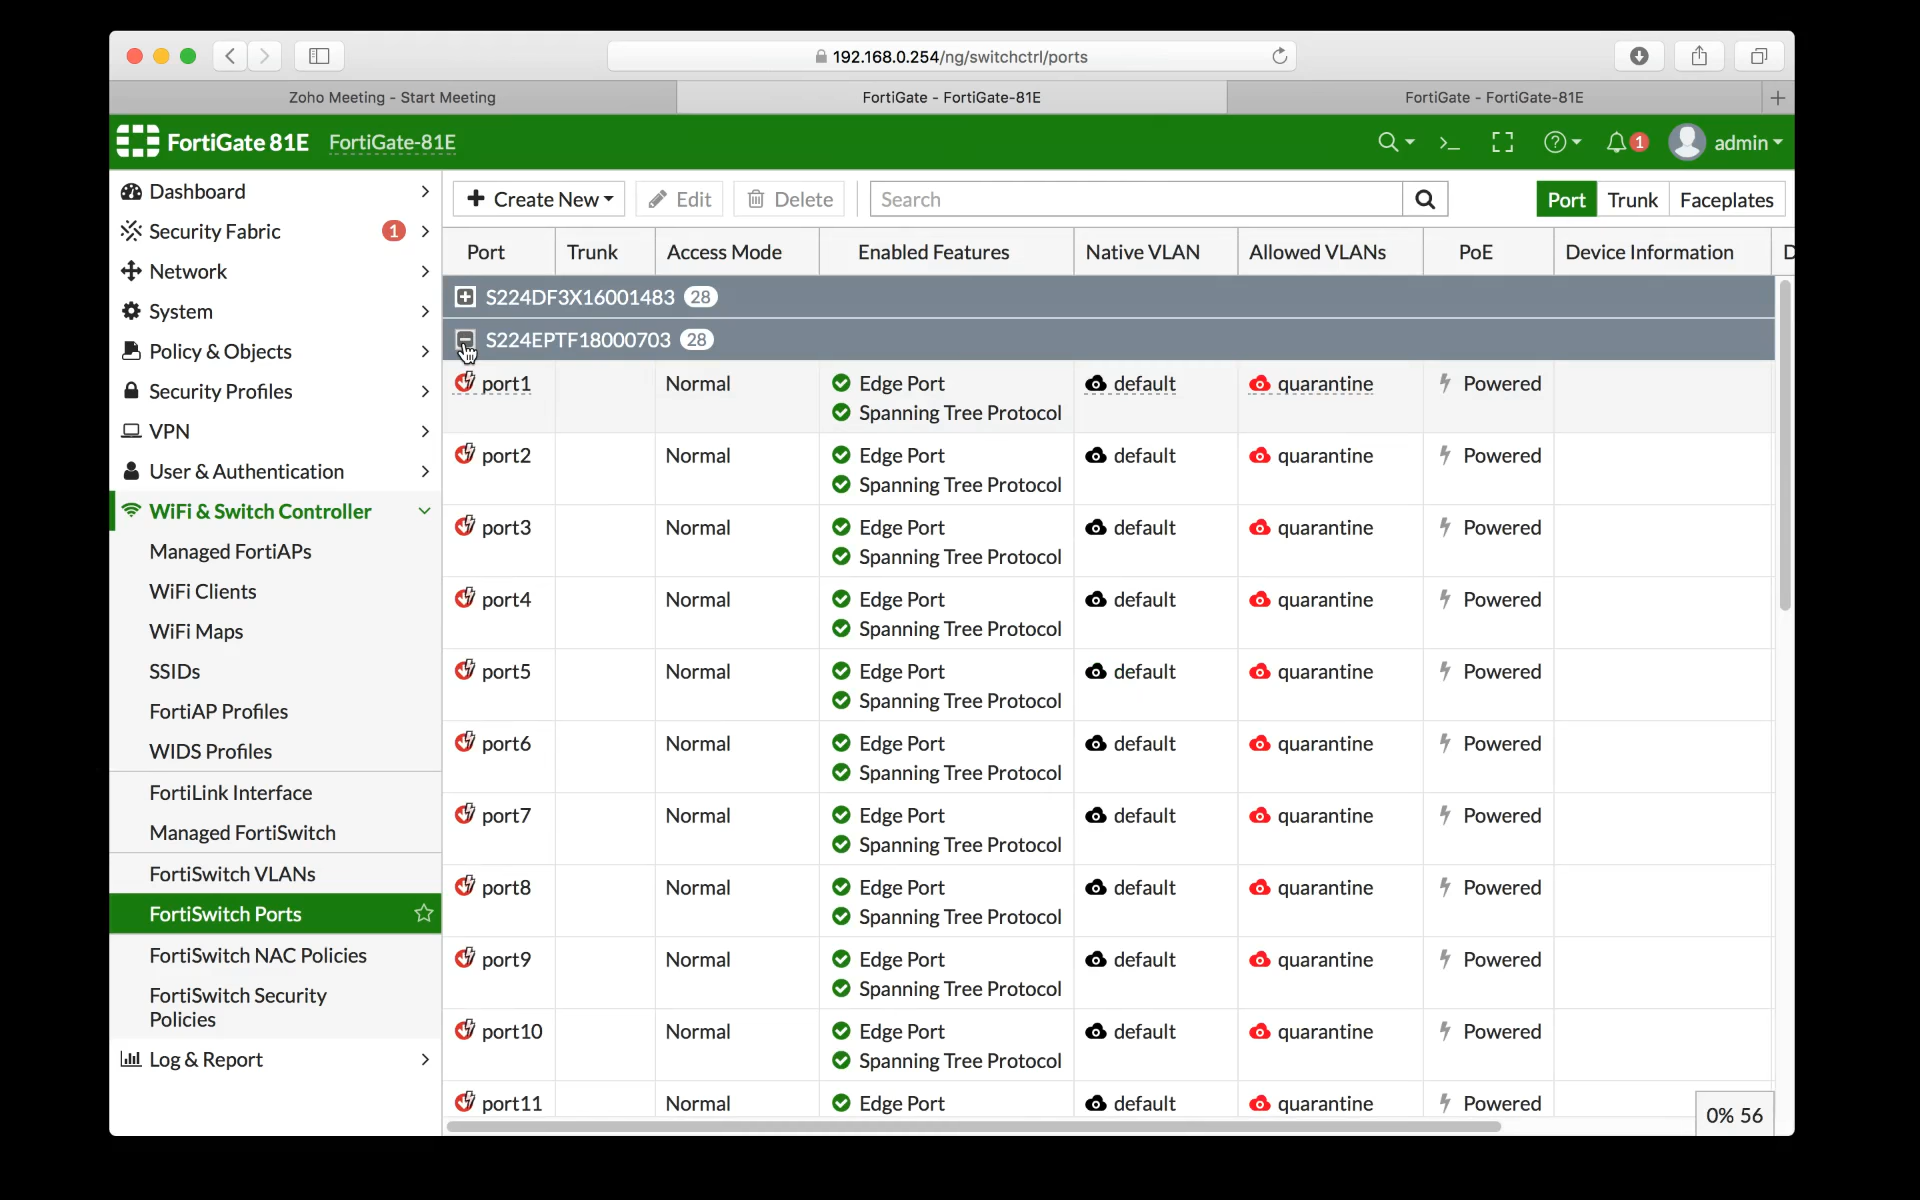 192.168.0.254/ng/switchctrl/ports
Zoho Meeting - Start Meeting
FortiGate - FortiGate-81E
FortiGate - FortiGate-81E
FortiGate 81E
FortiGate-81E
1
admin
Dashboard
Security Fabric
1
Network
System
Policy & Objects
Security Profiles
VPN
User & Authentication
WiFi & Switch Controller
Managed FortiAPs
WiFi Clients
WiFi Maps
SSIDs
FortiAP Profiles
WIDS Profiles
FortiLink Interface
Managed FortiSwitch
FortiSwitch VLANs
FortiSwitch Ports
FortiSwitch NAC Policies
FortiSwitch Security
Policies
Log & Report
Create New
Edit
Delete
Search
Port
Trunk
Faceplates
Port Trunk Access Mode Enabled Features Native VLAN Allowed VLANs PoE Device Information
S224DF3X16001483 28
S224EPTF18000703 28
port1 Normal Edge Port default quarantine Powered
Spanning Tree Protocol
port2 Normal Edge Port default quarantine Powered
Spanning Tree Protocol
port3 Normal Edge Port default quarantine Powered
Spanning Tree Protocol
port4 Normal Edge Port default quarantine Powered
Spanning Tree Protocol
port5 Normal Edge Port default quarantine Powered
Spanning Tree Protocol
port6 Normal Edge Port default quarantine Powered
Spanning Tree Protocol
port7 Normal Edge Port default quarantine Powered
Spanning Tree Protocol
port8 Normal Edge Port default quarantine Powered
Spanning Tree Protocol
port9 Normal Edge Port default quarantine Powered
Spanning Tree Protocol
port10 Normal Edge Port default quarantine Powered
Spanning Tree Protocol
port11 Normal Edge Port default quarantine Powered
0% 56